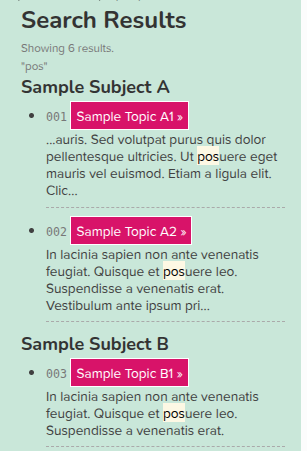 Search Results
Showing 6 results.
"pos"
Sample Subject A
001 Sample Topic A1 »
...auris. Sed volutpat purus quis dolor
pellentesque ultricies. Ut posuere eget
mauris vel euismod. Etiam a ligula elit.
Clic...
002 Sample Topic A2 »
In lacinia sapien non ante venenatis
feugiat. Quisque et posuere leo.
Suspendisse a venenatis erat.
Vestibulum ante ipsum pri...
Sample Subject B
003 Sample Topic B1 »
In lacinia sapien non ante venenatis
feugiat. Quisque et posuere leo.
Suspendisse a venenatis erat.